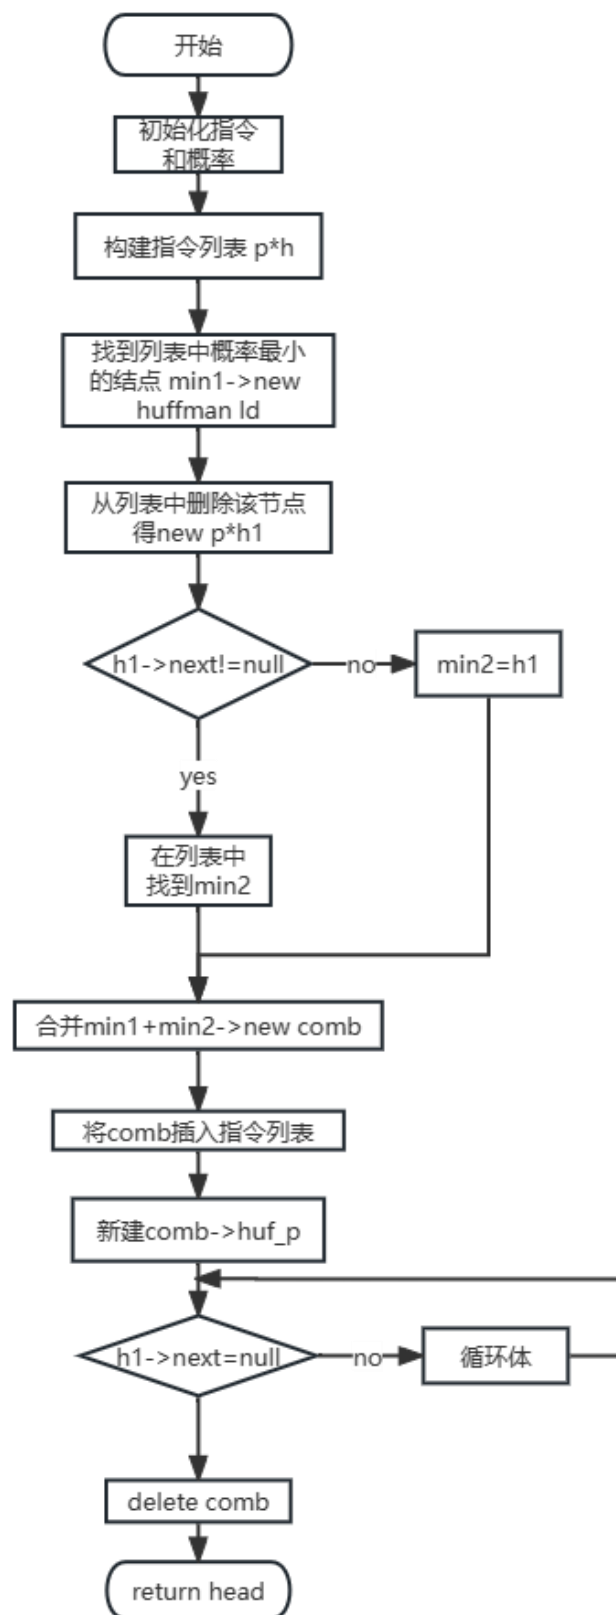 开始
初始化指令
和概率
构建指令列表 p*h
找到列表中概率最小
的结点 min1->new
huffman ld
从列表中删除该节点
得new p*h1
h1->next!=null
no
min2=h1
yes
在列表中
找到min2
合并min1+min2->new comb
将comb插入指令列表
新建comb->huf_p
h1->next=null
no
循环体
delete comb
return head